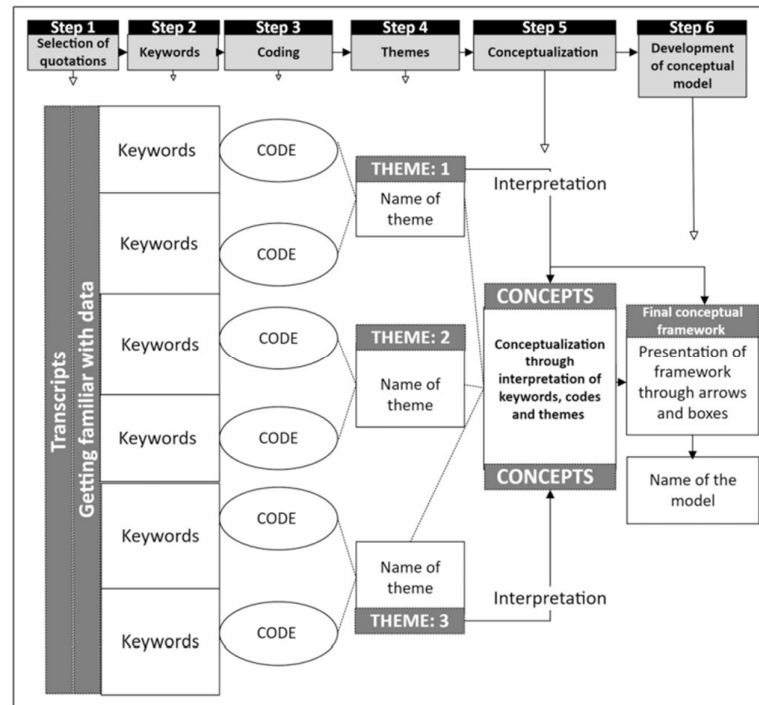 Step 1
Selection of
quotations
Step 2
Keywords
Step 3
Coding
Step 4
Themes
Step 5
Conceptualization
Step 6
Development
of conceptual
model
Transcripts
Getting familiar with data
Keywords
Keywords
Keywords
Keywords
Keywords
Keywords
CODE
CODE
CODE
CODE
CODE
CODE
THEME: 1
Name of
theme
THEME: 2
Name of
theme
Name of
theme
THEME: 3
Interpretation
CONCEPTS
Conceptualization
through
interpretation of
keywords, codes
and themes
CONCEPTS
Interpretation
Final conceptual
framework
Presentation of
framework
through arrows
and boxes
Name of the
model